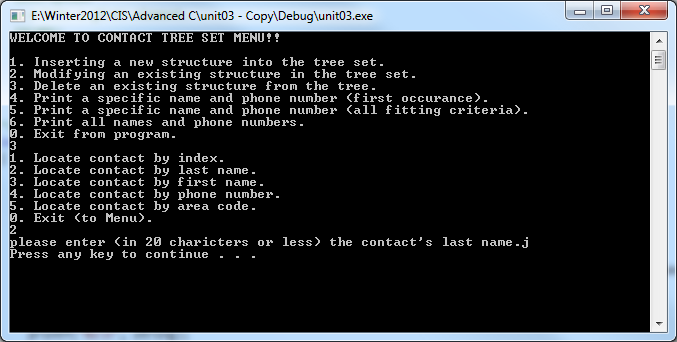 E:\Winter2012\CIS\Advanced C\unit03 - Copy\Debug\unit03.exe
WELCOME TO CONTACT TREE SET MENU!!
1. Inserting a new structure into the tree set.
2. Modifying an existing structure in the tree set.
3. Delete an existing structure from the tree.
4. Print a specific name and phone number (first occurance).
5. Print a specific name and phone number (all fitting criteria).
6. Print all names and phone numbers.
0. Exit from program.
3
1. Locate contact by index.
2. Locate contact by last name.
3. Locate contact by first name.
4. Locate contact by phone number.
5. Locate contact by area code.
0. Exit (to Menu).
2
please enter (in 20 charicters or less) the contact's last name.j
Press any key to continue . . .